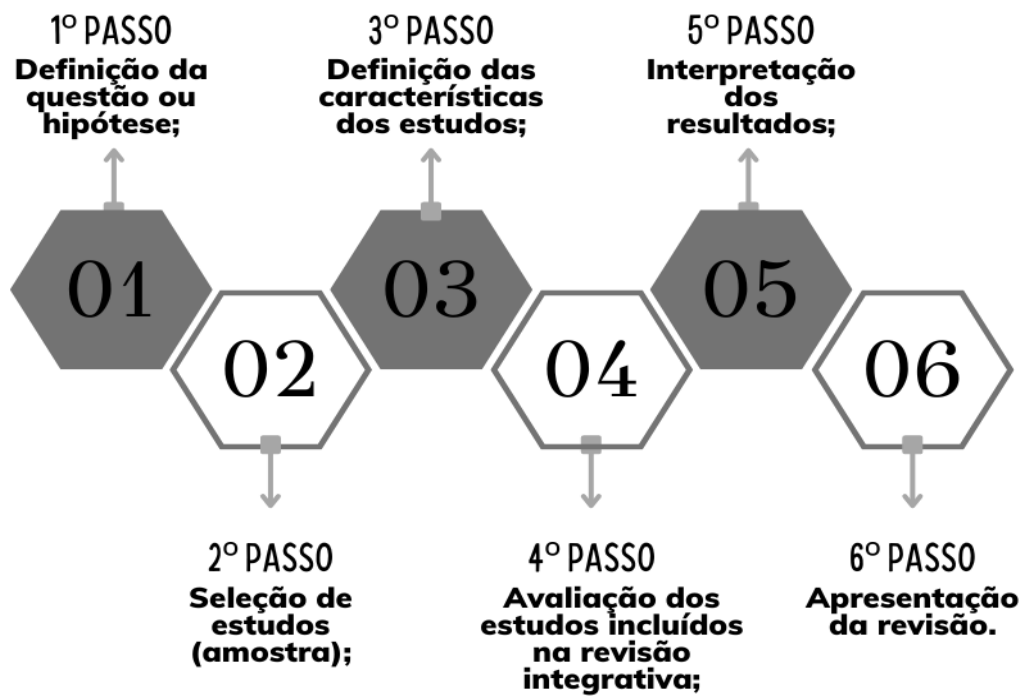 1º PASSO
Definição da
questão ou
hipótese;
3º PASSO
Definição das
características
dos estudos;
5º PASSO
Interpretação
dos
resultados;
01
02
03
04
05
06
2º PASSO
Seleção de
estudos
(amostra);
4º PASSO
Avaliação dos
estudos incluídos
na revisão
integrativa;
6º PASSO
Apresentação
da revisão.